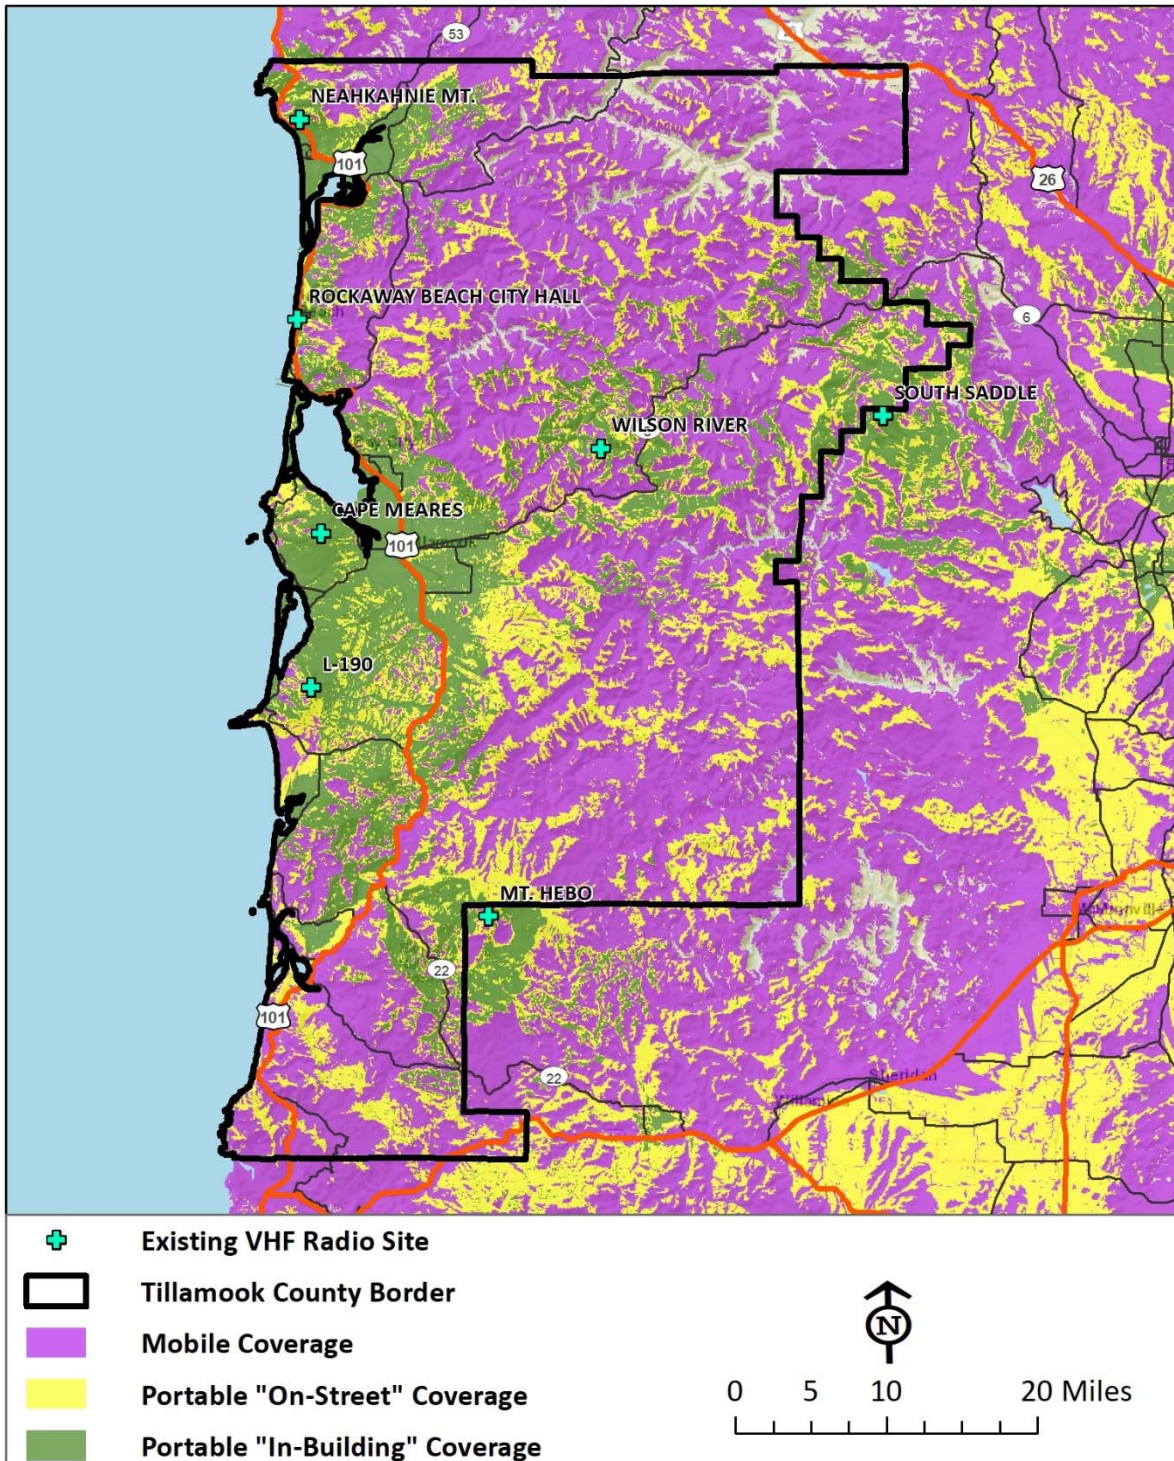 53
NEAHKAHNIE MT.
101
26
ROCKAWAY BEACH CITY HALL
6
SOUTH SADDLE
WILSON RIVER
CAPE MEARES
101
L-190
MT. HEBO
22
101
22
Sheridan
Existing VHF Radio Site
Tillamook County Border
Mobile Coverage
Portable "On-Street" Coverage
Portable "In-Building" Coverage
N
0 5 10 20 Miles